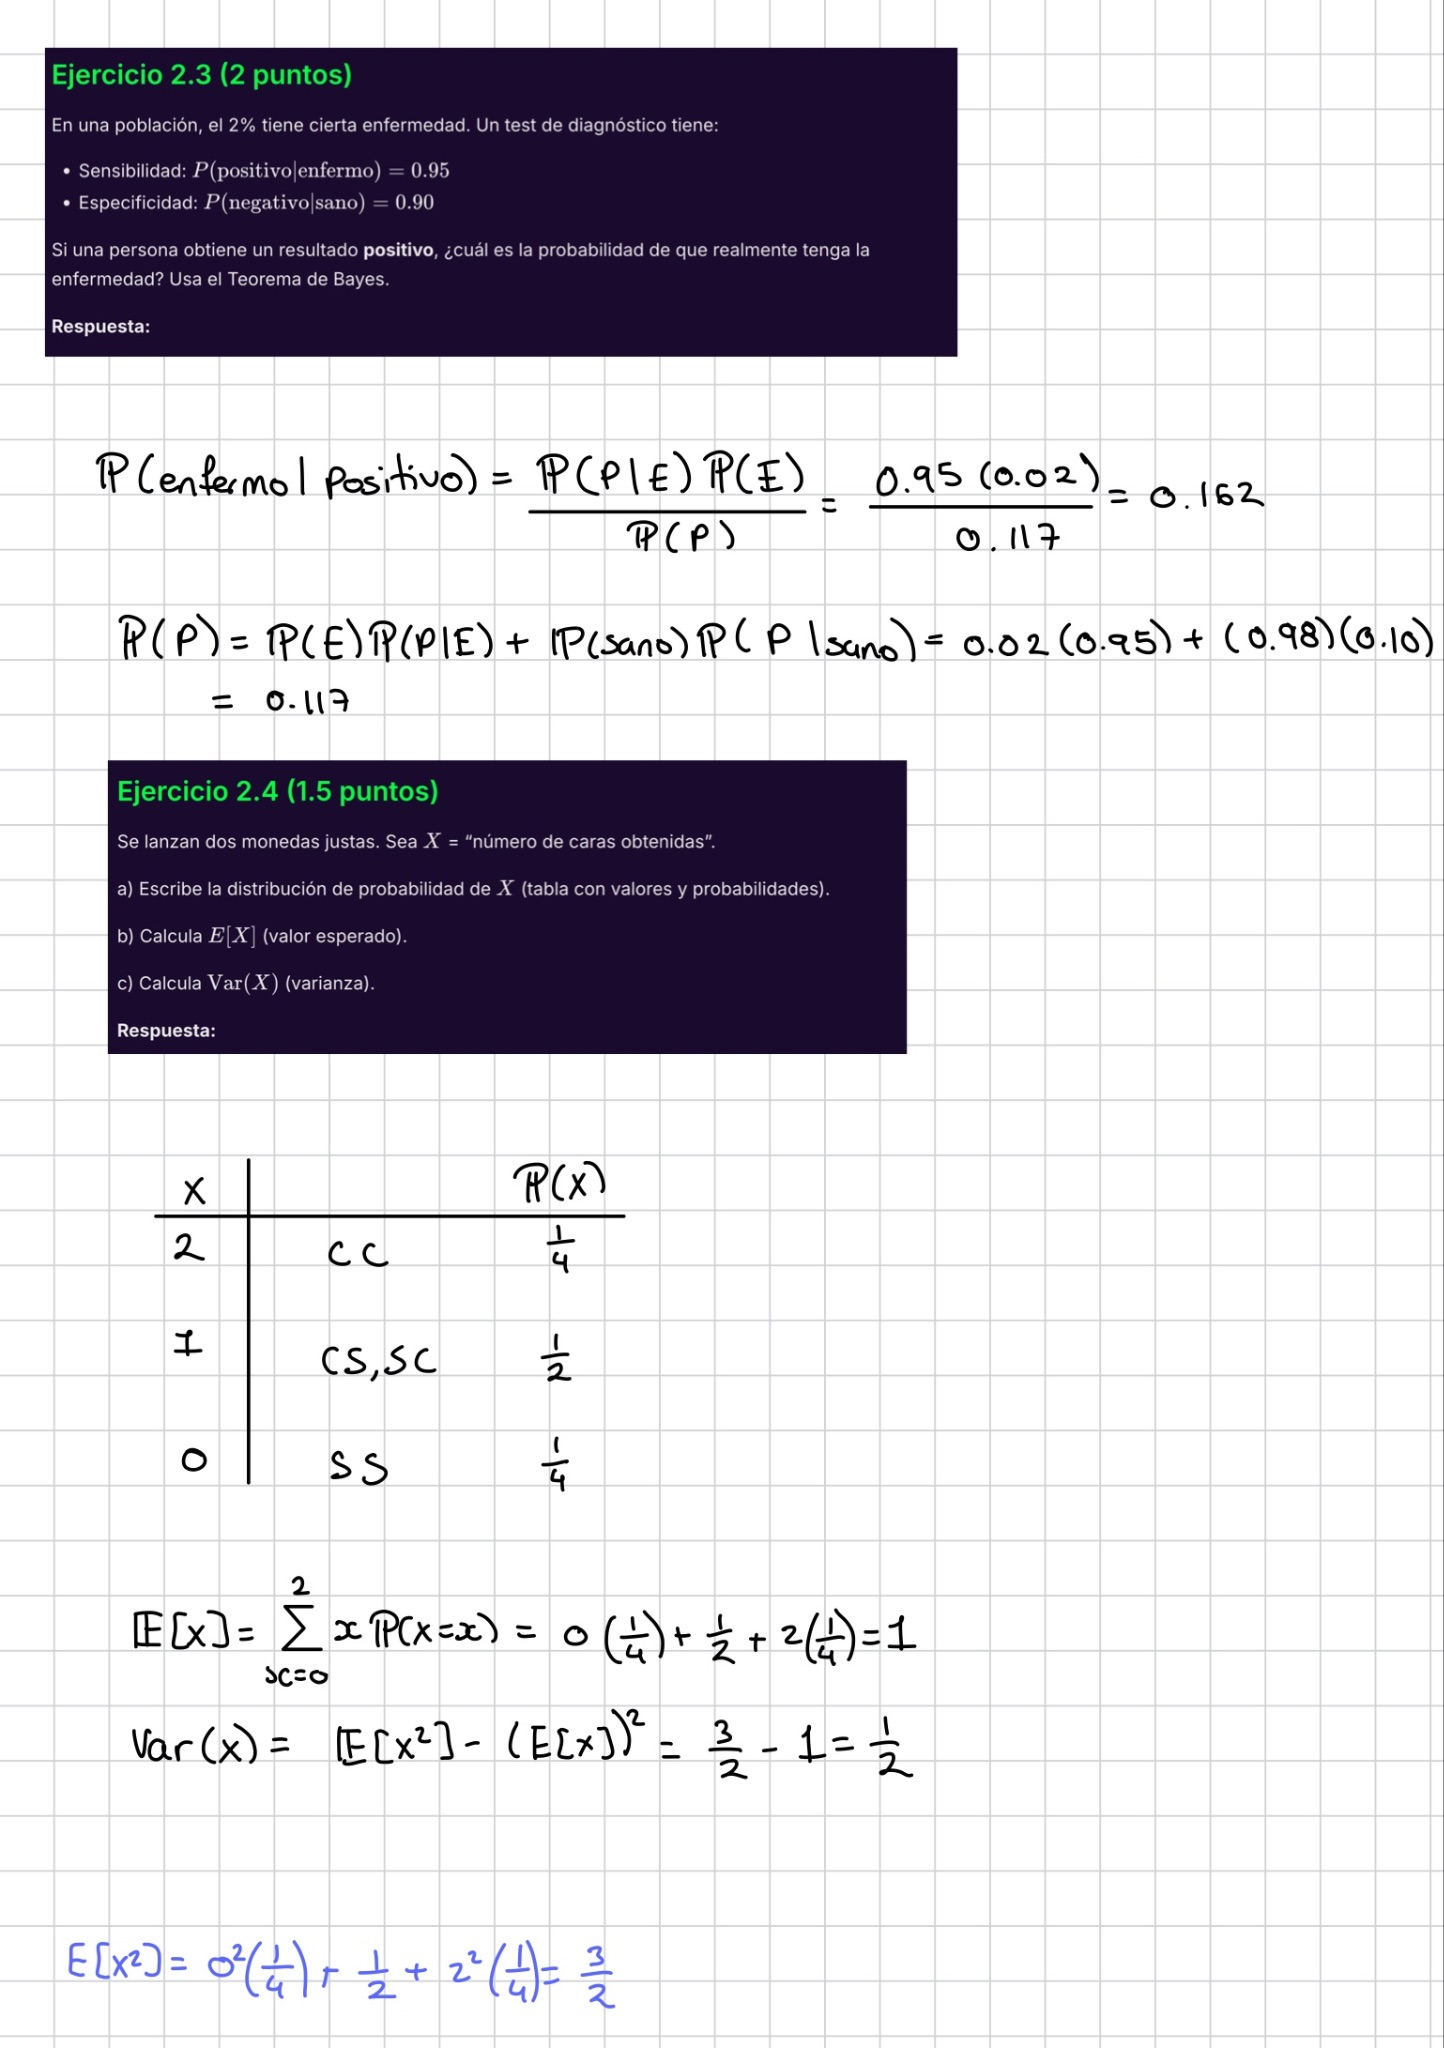 Ejercicio 2.3 (2 puntos)
En una población, el 2% tiene cierta enfermedad. Un test de diagnóstico tiene:
• Sensibilidad: P(positivo|enfermo) = 0.95
• Especificidad: P(negativo|sano) = 0.90
Si una persona obtiene un resultado positivo, ¿cuál es la probabilidad de que realmente tenga la
enfermedad? Usa el Teorema de Bayes.
Respuesta:
ℙ(enfermo | Positivo) = ℙ(P|E) ℙ(E) / ℙ(P) = 0.95 (0.02) / 0.117 = 0.162
ℙ(P) = ℙ(E) ℙ(P|E) + ℙ(sano) ℙ(P | sano) = 0.02 (0.95) + (0.98)(0.10)
= 0.117
Ejercicio 2.4 (1.5 puntos)
Se lanzan dos monedas justas. Sea X = “número de caras obtenidas”.
a) Escribe la distribución de probabilidad de X (tabla con valores y probabilidades).
b) Calcula E[X] (valor esperado).
c) Calcula Var(X) (varianza).
Respuesta:
X ℙ(X)
2 CC 1/4
1 CS,SC 1/2
0 SS 1/4
𝔼[X] = ∑_{x=0}^{2} x ℙ(X=x) = 0 (1/4) + 1/2 + 2(1/4) = 1
Var(x) = 𝔼[X²] - (E[X])² = 3/2 - 1 = 1/2
E[X²] = 0²(1/4) + 1/2 + 2²(1/4) = 3/2